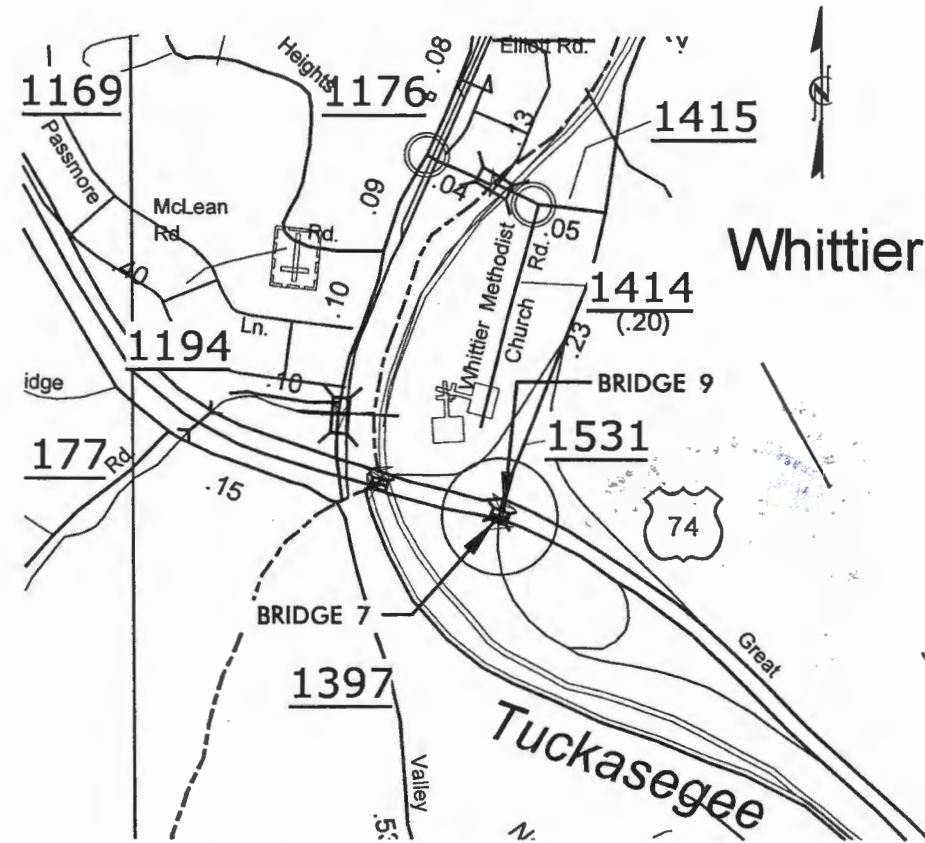 Elliott Rd.
Heights
.08
1169
1176
1415
.13
Passmore
.04
.09
McLean
Rd
Rd.
.05
Whittier
Whittier Methodist
Church
Rd.
.40
.10
1414
(.20)
Ln.
.23
1194
.10
idge
BRIDGE 9
177
Rd.
1531
.15
74
BRIDGE 7
Great
1397
Tuckasegee
Valley